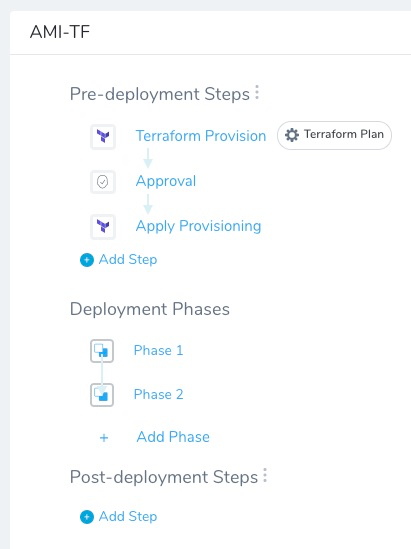 AMI-TF
Pre-deployment Steps
Terraform Provision Terraform Plan
Approval
Apply Provisioning
Add Step
Deployment Phases
Phase 1
Phase 2
+ Add Phase
Post-deployment Steps
Add Step